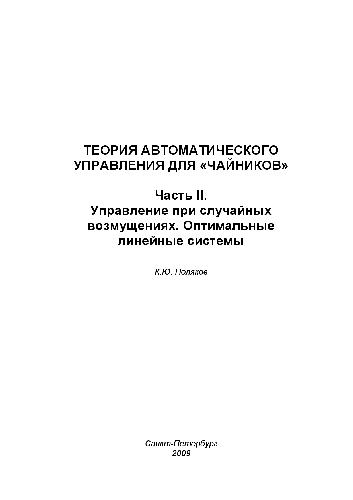 ТЕОРИЯ АВТОМАТИЧЕСКОГО
УПРАВЛЕНИЯ ДЛЯ «ЧАЙНИКОВ»
Часть II.
Управление при случайных
возмущениях. Оптимальные
линейные системы
К.Ю. Поляков
Санкт-Петербург
2009